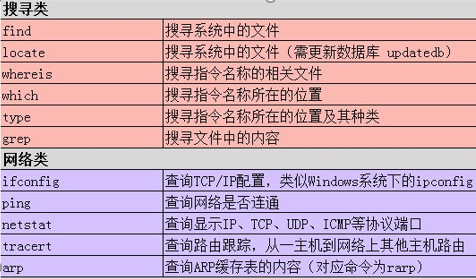 搜寻类
find 搜寻系统中的文件
locate 搜寻系统中的文件（需更新数据库 updatedb）
whereis 搜寻指令名称的相关文件
which 搜寻指令名称所在的位置
type 搜寻指令名称所在的位置及其种类
grep 搜寻文件中的内容
网络类
ifconfig 查询TCP/IP配置，类似Windows系统下的ipconfig
ping 查询网络是否连通
netstat 查询显示IP、TCP、UDP、ICMP等协议端口
tracert 查询路由跟踪，从一主机到网络上其他主机路由
arp 查询ARP缓存表的内容（对应命令为rarp）